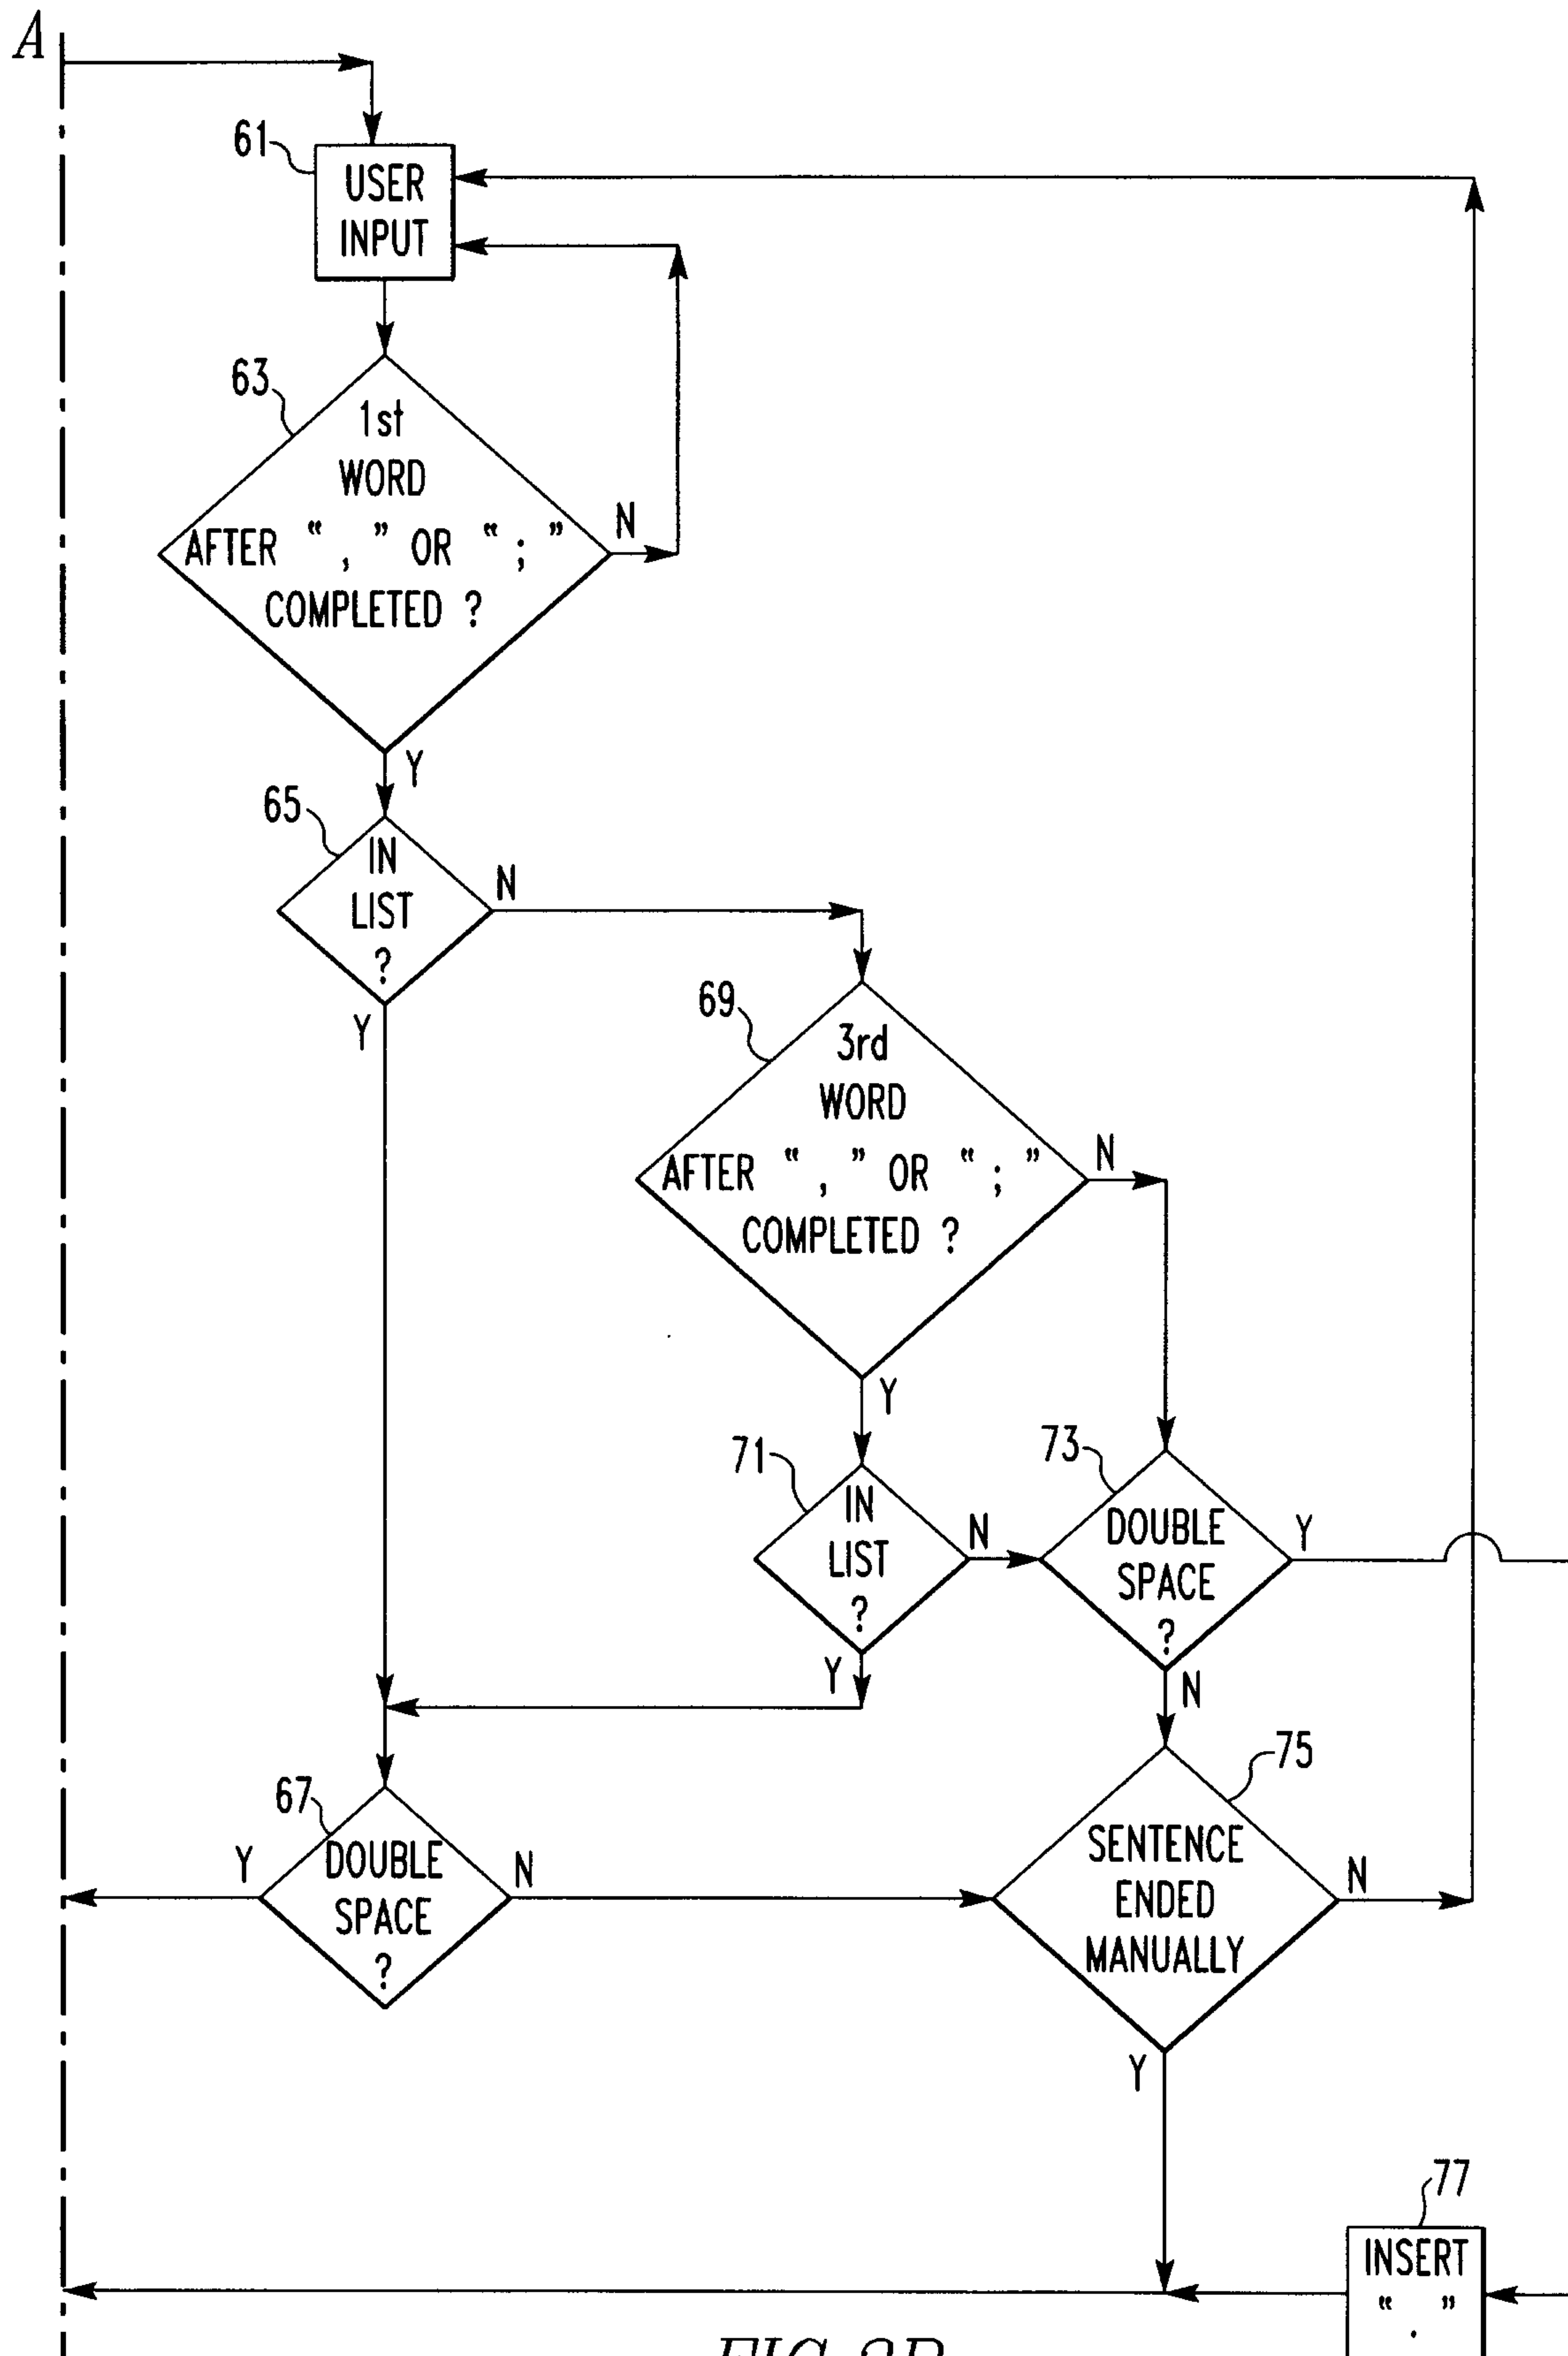 A
61
USER
INPUT
63
1st
WORD
AFTER “ , ” OR “ ; ”
COMPLETED ?
N
Y
65
IN
LIST
?
N
Y
69
3rd
WORD
AFTER “ , ” OR “ ; ”
COMPLETED ?
N
Y
71
IN
LIST
?
N
Y
73
DOUBLE
SPACE
?
Y
N
67
DOUBLE
SPACE
?
Y
N
75
SENTENCE
ENDED
MANUALLY
N
Y
77
INSERT
“ . ”